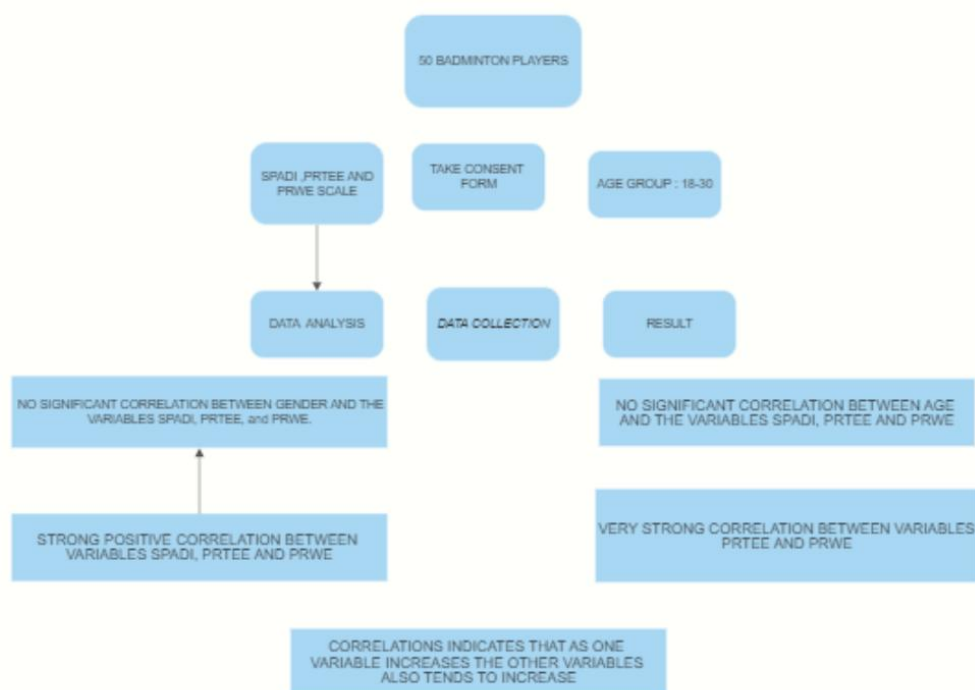 50 BADMINTON PLAYERS
SPADI ,PRTEE AND
PRWE SCALE
TAKE CONSENT
FORM
AGE GROUP : 18-30
DATA ANALYSIS
DATA COLLECTION
RESULT
NO SIGNIFICANT CORRELATION BETWEEN GENDER AND THE
VARIABLES SPADI, PRTEE, and PRWE.
NO SIGNIFICANT CORRELATION BETWEEN AGE
AND THE VARIABLES SPADI, PRTEE AND PRWE
STRONG POSITIVE CORRELATION BETWEEN
VARIABLES SPADI, PRTEE AND PRWE
VERY STRONG CORRELATION BETWEEN VARIABLES
PRTEE AND PRWE
CORRELATIONS INDICATES THAT AS ONE
VARIABLE INCREASES THE OTHER VARIABLES
ALSO TENDS TO INCREASE